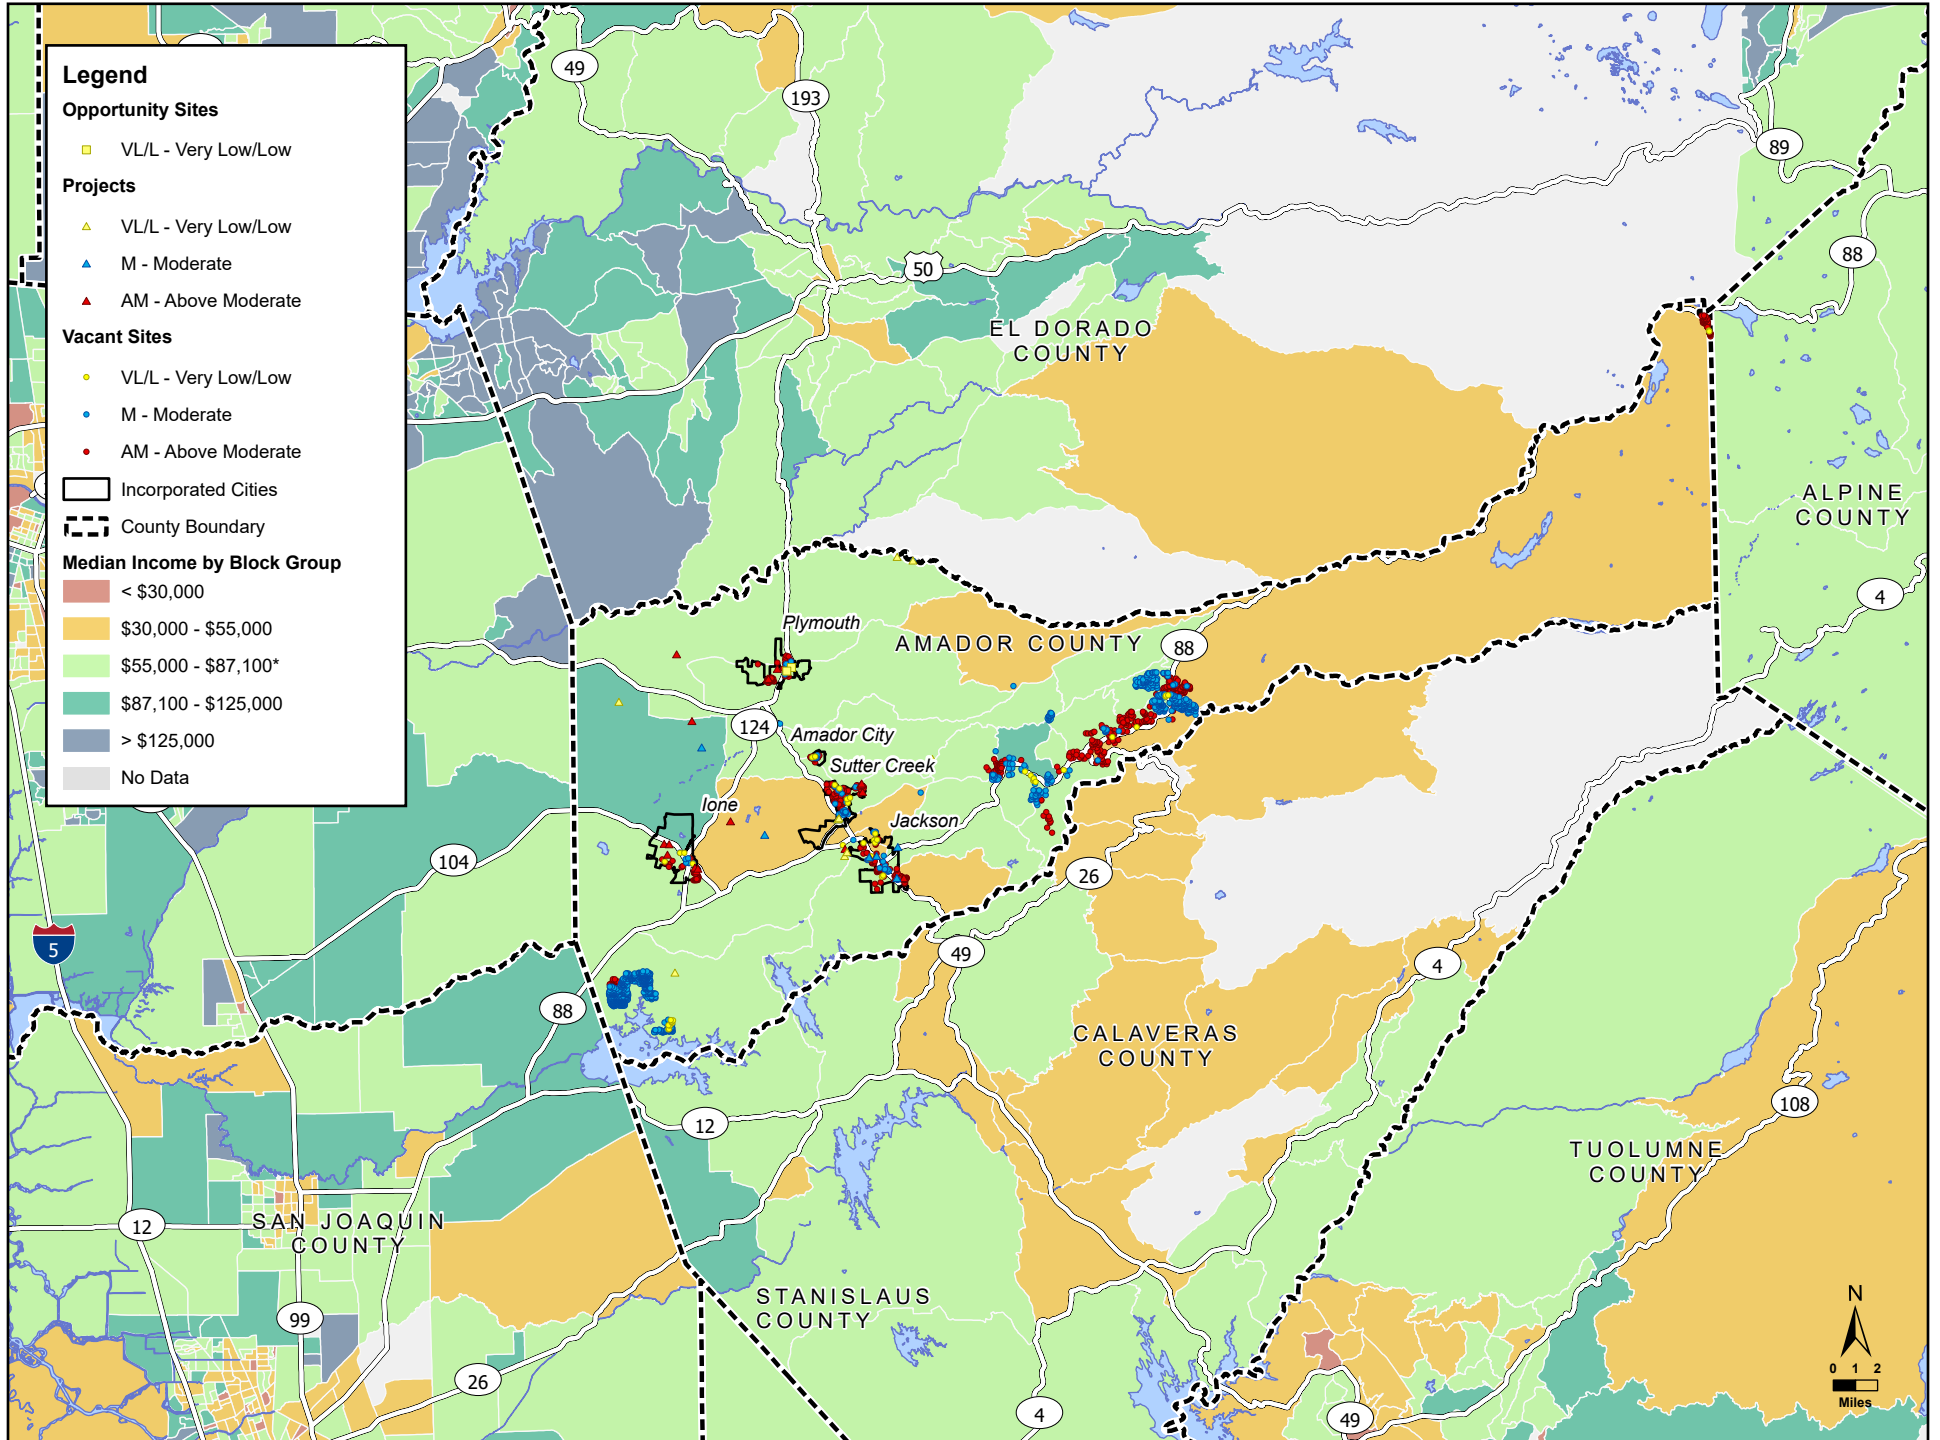 Legend
Opportunity Sites
VL/L - Very Low/Low
Projects
VL/L - Very Low/Low
M - Moderate
AM - Above Moderate
Vacant Sites
VL/L - Very Low/Low
M - Moderate
AM - Above Moderate
Incorporated Cities
County Boundary
Median Income by Block Group
< $30,000
$30,000 - $55,000
$55,000 - $87,100*
$87,100 - $125,000
> $125,000
No Data
49
193
89
88
50
EL DORADO
COUNTY
ALPINE
COUNTY
4
Plymouth
AMADOR COUNTY
88
124
Amador City
Sutter Creek
Ione
Jackson
104
26
5
49
4
88
CALAVERAS
COUNTY
12
108
TUOLUMNE
COUNTY
12
SAN JOAQUIN
COUNTY
STANISLAUS
COUNTY
99
26
4
49
N
0 1 2
Miles